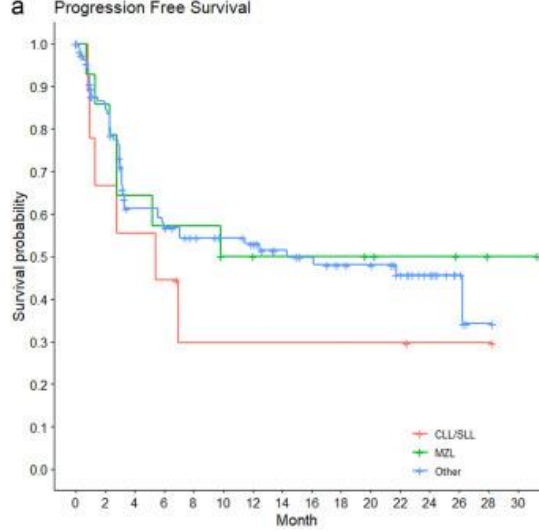 a Progression Free Survival
1.0
0.9
0.8
0.7
0.6
0.5
0.4
0.3
0.2
0.1
0.0
Survival probability
CLL/SLL
MZL
Other
0 2 4 6 8 10 12 14 16 18 20 22 24 26 28 30
Month